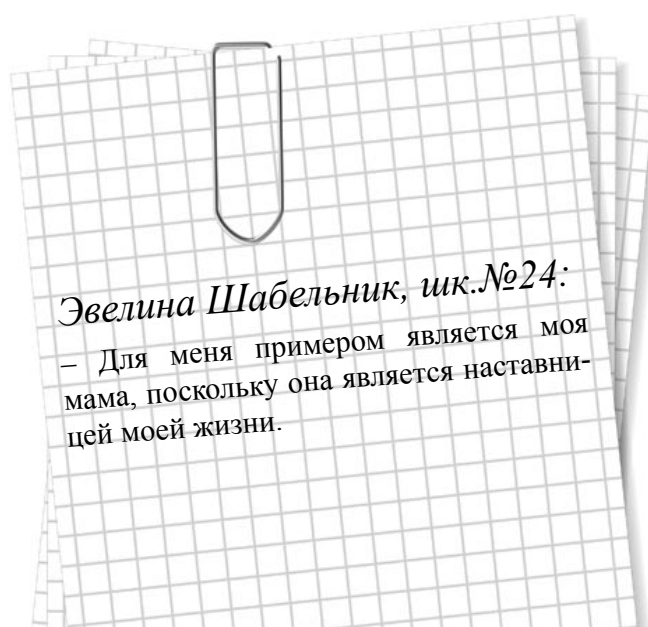 Эвелина Шабельник, шк.№24:
– Для меня примером является моя
мама, поскольку она является наставни-
цей моей жизни.